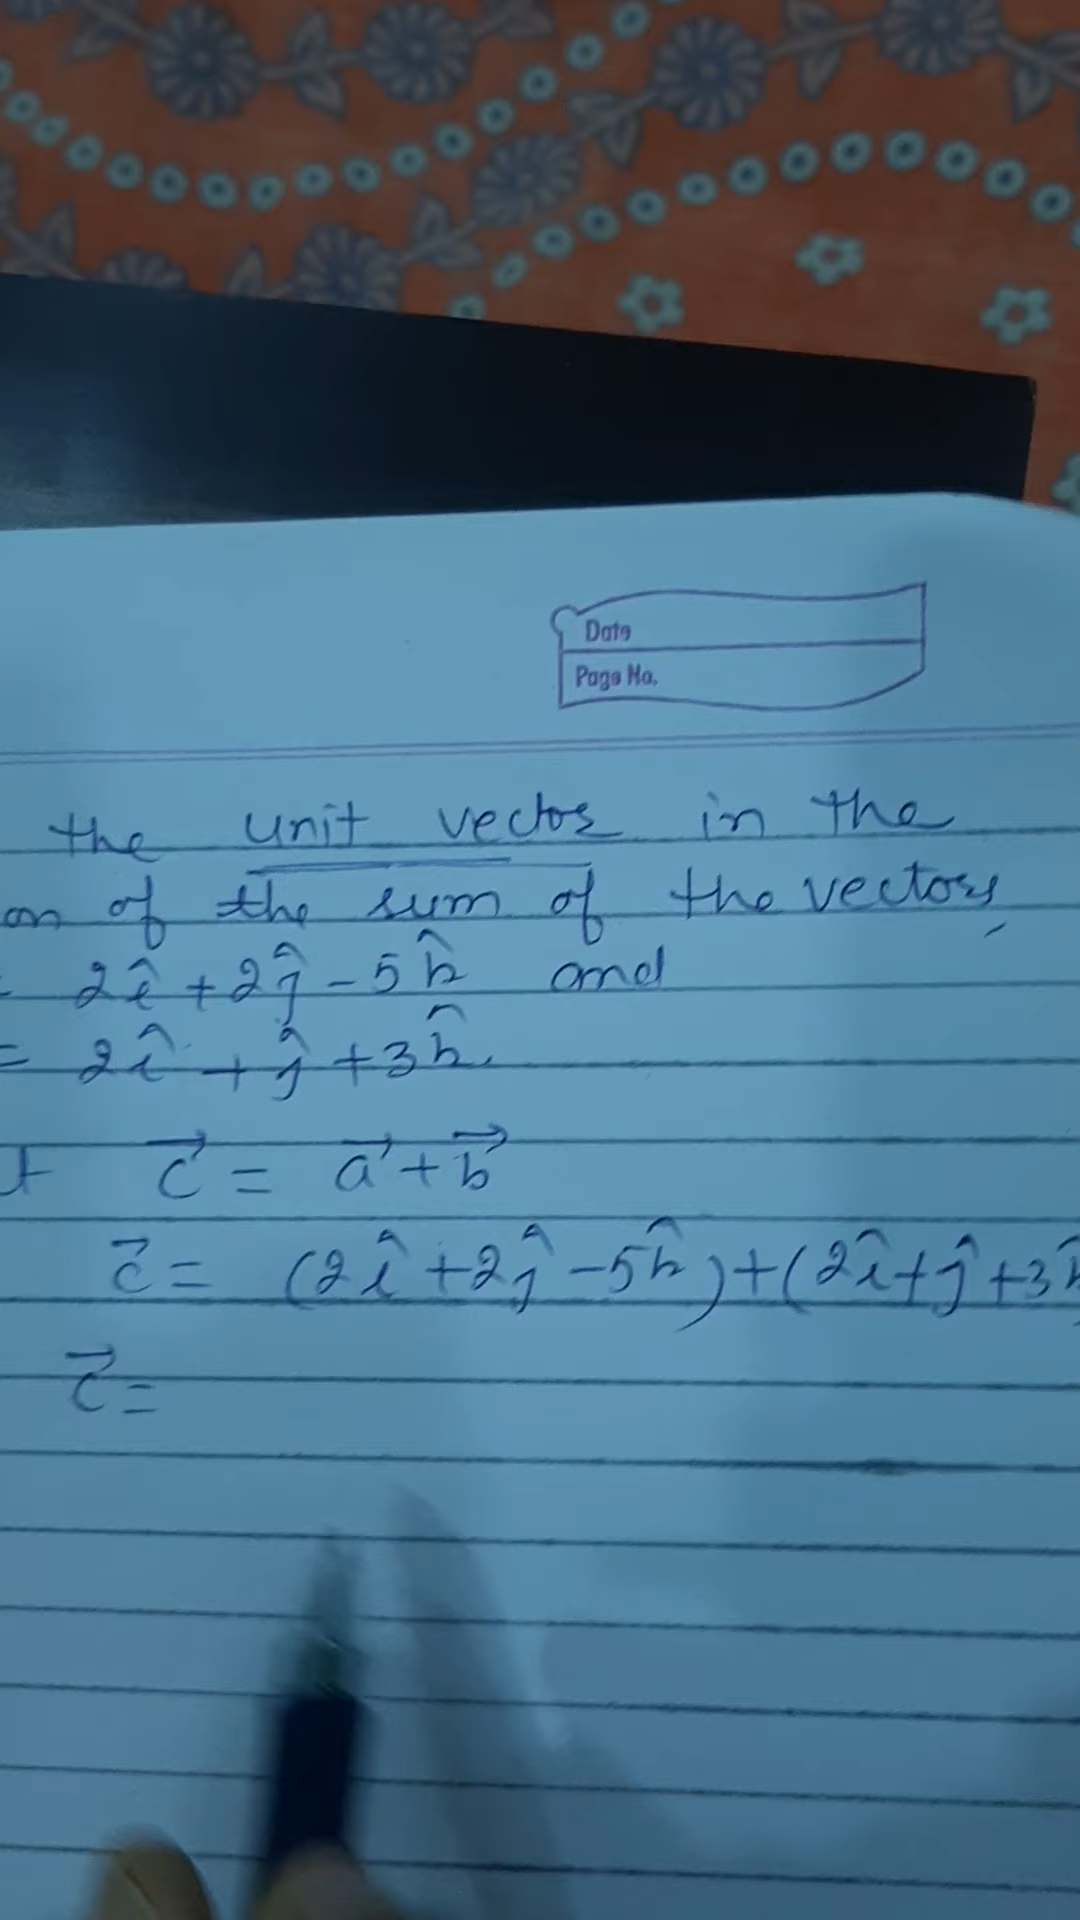 Date
Page No.
the unit vector in the
on of the sum of the vectors,
= 2î + 2ĵ - 5k̂ and
= 2î + ĵ + 3k̂.
c⃗ = a⃗ + b⃗
c⃗ = (2î + 2ĵ - 5k̂) + (2î + ĵ + 3k̂
c⃗ =